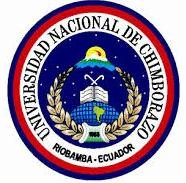 UNIVERSIDAD NACIONAL DE CHIMBORAZO
RIOBAMBA - ECUADOR